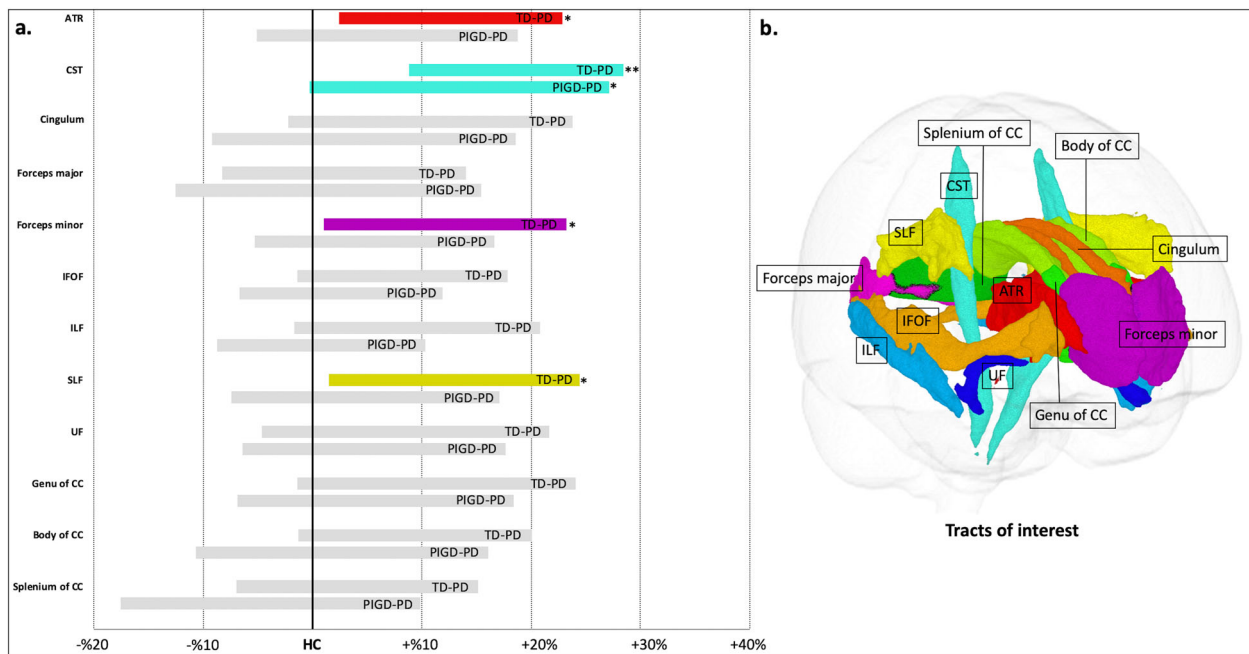 a.
ATR
TD-PD *
PIGD-PD
CST
TD-PD **
PIGD-PD *
Cingulum
TD-PD
PIGD-PD
Forceps major
TD-PD
PIGD-PD
Forceps minor
TD-PD *
PIGD-PD
IFOF
TD-PD
PIGD-PD
ILF
TD-PD
PIGD-PD
SLF
TD-PD *
PIGD-PD
UF
TD-PD
PIGD-PD
Genu of CC
TD-PD
PIGD-PD
Body of CC
TD-PD
PIGD-PD
Splenium of CC
TD-PD
PIGD-PD
-%20 -%10 HC +%10 +20% +30% +40%
b.
Splenium of CC
Body of CC
CST
SLF
Cingulum
Forceps major
ATR
IFOF
Forceps minor
ILF
UF
Genu of CC
Tracts of interest